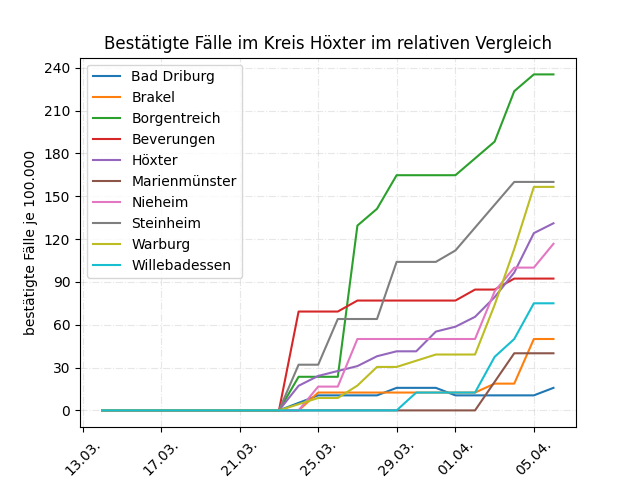 Bestätigte Fälle im Kreis Höxter im relativen Vergleich
bestätigte Fälle je 100.000
240
210
180
150
120
90
60
30
0
Bad Driburg
Brakel
Borgentreich
Beverungen
Höxter
Marienmünster
Nieheim
Steinheim
Warburg
Willebadessen
13.03.
17.03.
21.03.
25.03.
29.03.
01.04.
05.04.